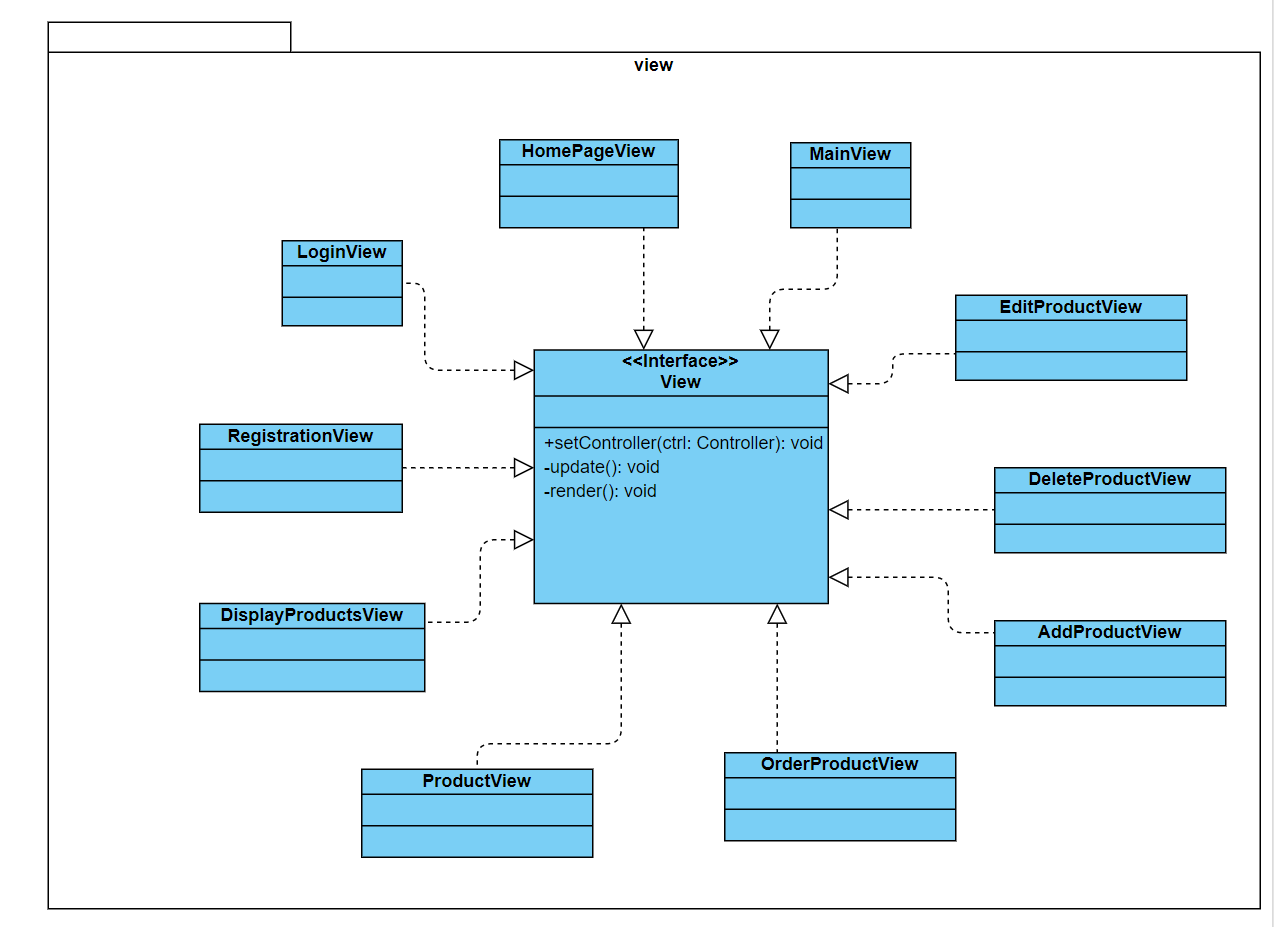 view
HomePageView
MainView
LoginView
EditProductView
<<Interface>>
View
+setController(ctrl: Controller): void
-update(): void
-render(): void
RegistrationView
DeleteProductView
DisplayProductsView
AddProductView
ProductView
OrderProductView